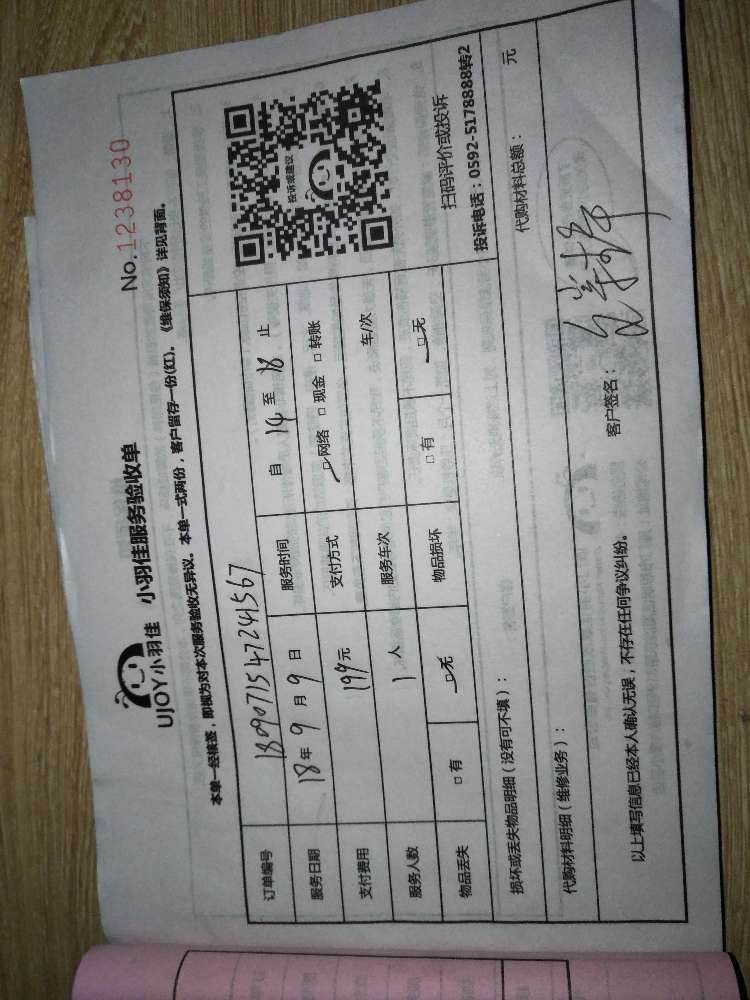 No.1238130
UJOY小羽佳 小羽佳服务验收单
本单一经核签，即视为对本次服务验收无异议。本单一式两份，客户留存一份(红)。《维保须知》详见背面。
订单编号 1809071547241567
服务日期 18年9月9日 服务时间 自 14 至 18 止
支付费用 199元 支付方式 □网络 □现金 □转账
服务人数 1人 服务车次 车/次
物品丢失 □有 □无 物品损坏 □有 □无
投诉或建议
扫码评价或投诉
投诉电话：0592-5178888转2
损坏或丢失物品明细（没有可不填）：
代购材料明细（维修业务）： 代购材料总额： 元
以上填写信息已经本人确认无误，不存在任何争议纠纷。 客户签名：